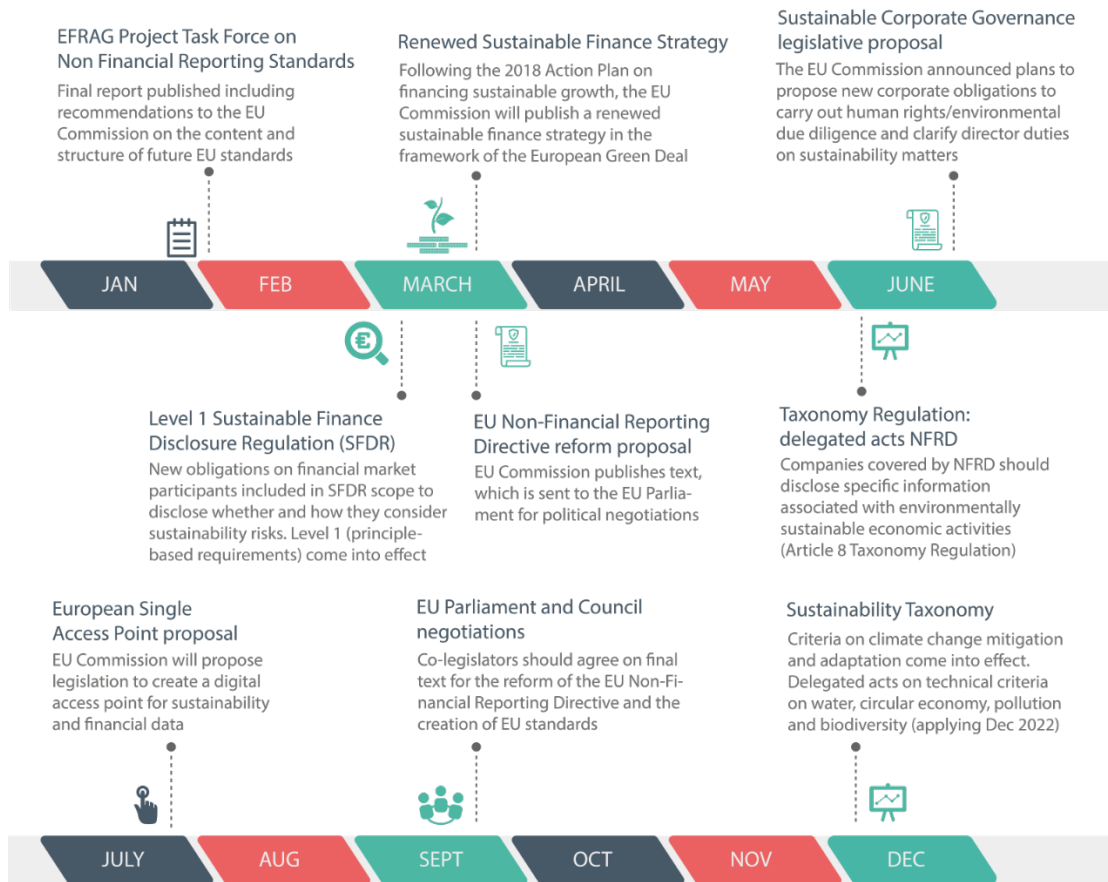 EFRAG Project Task Force on
Non Financial Reporting Standards
Final report published including
recommendations to the EU
Commission on the content and
structure of future EU standards
Renewed Sustainable Finance Strategy
Following the 2018 Action Plan on
financing sustainable growth, the EU
Commission will publish a renewed
sustainable finance strategy in the
framework of the European Green Deal
Sustainable Corporate Governance
legislative proposal
The EU Commission announced plans to
propose new corporate obligations to
carry out human rights/environmental
due diligence and clarify director duties
on sustainability matters
JAN
FEB
MARCH
APRIL
MAY
JUNE
Level 1 Sustainable Finance
Disclosure Regulation (SFDR)
New obligations on financial market
participants included in SFDR scope to
disclose whether and how they consider
sustainability risks. Level 1 (principle-
based requirements) come into effect
EU Non-Financial Reporting
Directive reform proposal
EU Commission publishes text,
which is sent to the EU Parlia-
ment for political negotiations
Taxonomy Regulation:
delegated acts NFRD
Companies covered by NFRD should
disclose specific information
associated with environmentally
sustainable economic activities
(Article 8 Taxonomy Regulation)
European Single
Access Point proposal
EU Commission will propose
legislation to create a digital
access point for sustainability
and financial data
EU Parliament and Council
negotiations
Co-legislators should agree on final
text for the reform of the EU Non-Fi-
nancial Reporting Directive and the
creation of EU standards
Sustainability Taxonomy
Criteria on climate change mitigation
and adaptation come into effect.
Delegated acts on technical criteria
on water, circular economy, pollution
and biodiversity (applying Dec 2022)
JULY
AUG
SEPT
OCT
NOV
DEC